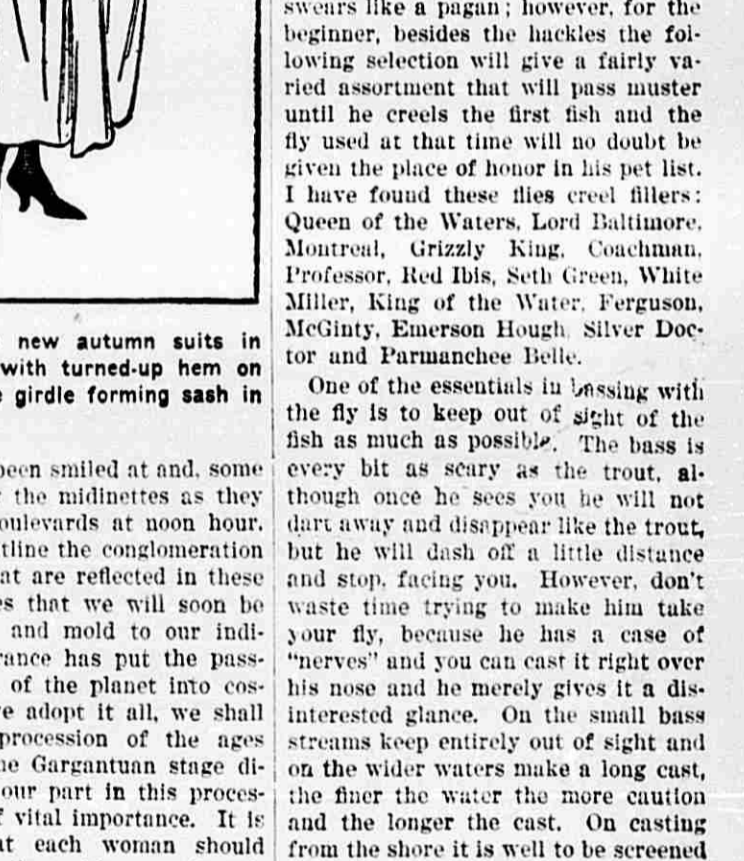 new autumn suits in
with turned-up hem on
girdle forming sash in
been smiled at and, some
the midinettes as they
oulevards at noon hour.
tline the conglomeration
at are reflected in these
es that we will soon be
and mold to our indi-
rance has put the pass-
of the planet into cos-
e adopt it all, we shall
procession of the ages
ne Gargantuan stage di-
our part in this proces-
vital importance. It is
at each woman should
swears like a pagan; however, for the
beginner, besides the hackles the fol-
lowing selection will give a fairly va-
ried assortment that will pass muster
until he creels the first fish and the
fly used at that time will no doubt be
given the place of honor in his pet list.
I have found these flies creel fillers:
Queen of the Waters, Lord Baltimore,
Montreal, Grizzly King, Coachman,
Professor, Red Ibis, Seth Green, White
Miller, King of the Water, Ferguson,
McGinty, Emerson Hough, Silver Doc-
tor and Parmanchee Belle.
One of the essentials in bassing with
the fly is to keep out of sight of the
fish as much as possible. The bass is
every bit as scary as the trout, al-
though once he sees you he will not
dart away and disappear like the trout,
but he will dash off a little distance
and stop, facing you. However, don't
waste time trying to make him take
your fly, because he has a case of
"nerves" and you can cast it right over
his nose and he merely gives it a dis-
interested glance. On the small bass
streams keep entirely out of sight and
on the wider waters make a long cast,
the finer the water the more caution
and the longer the cast. On casting
from the shore it is well to be screened